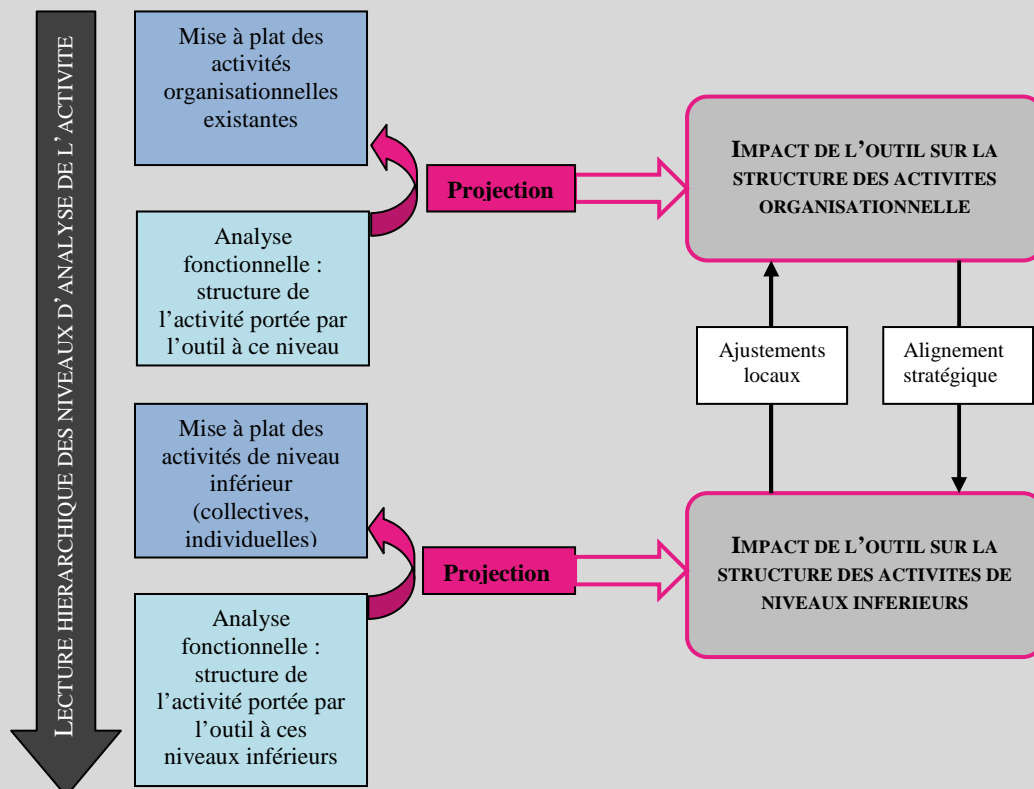 LECTURE HIERARCHIQUE DES NIVEAUX D'ANALYSE DE L'ACTIVITE
Mise à plat des
activités
organisationnelles
existantes
Analyse
fonctionnelle :
structure de
l'activité portée par
l'outil à ce niveau
Projection
IMPACT DE L'OUTIL SUR LA
STRUCTURE DES ACTIVITES
ORGANISATIONNELLE
Ajustements
locaux
Alignement
stratégique
Mise à plat des
activités de niveau
inférieur
(collectives,
individuelles)
Analyse
fonctionnelle :
structure de
l'activité portée par
l'outil à ces
niveaux inférieurs
Projection
IMPACT DE L'OUTIL SUR LA
STRUCTURE DES ACTIVITES DE
NIVEAUX INFERIEURS